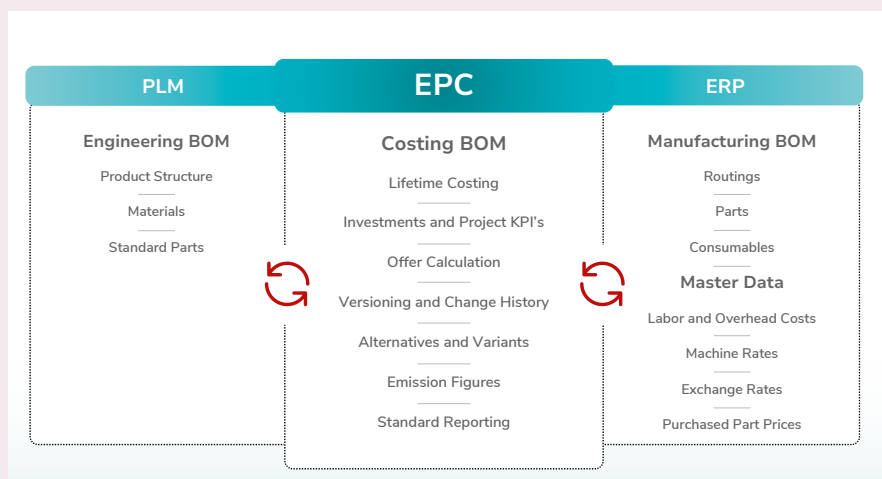 PLM
Engineering BOM
Product Structure
Materials
Standard Parts
EPC
Costing BOM
Lifetime Costing
Investments and Project KPI's
Offer Calculation
Versioning and Change History
Alternatives and Variants
Emission Figures
Standard Reporting
ERP
Manufacturing BOM
Routings
Parts
Consumables
Master Data
Labor and Overhead Costs
Machine Rates
Exchange Rates
Purchased Part Prices